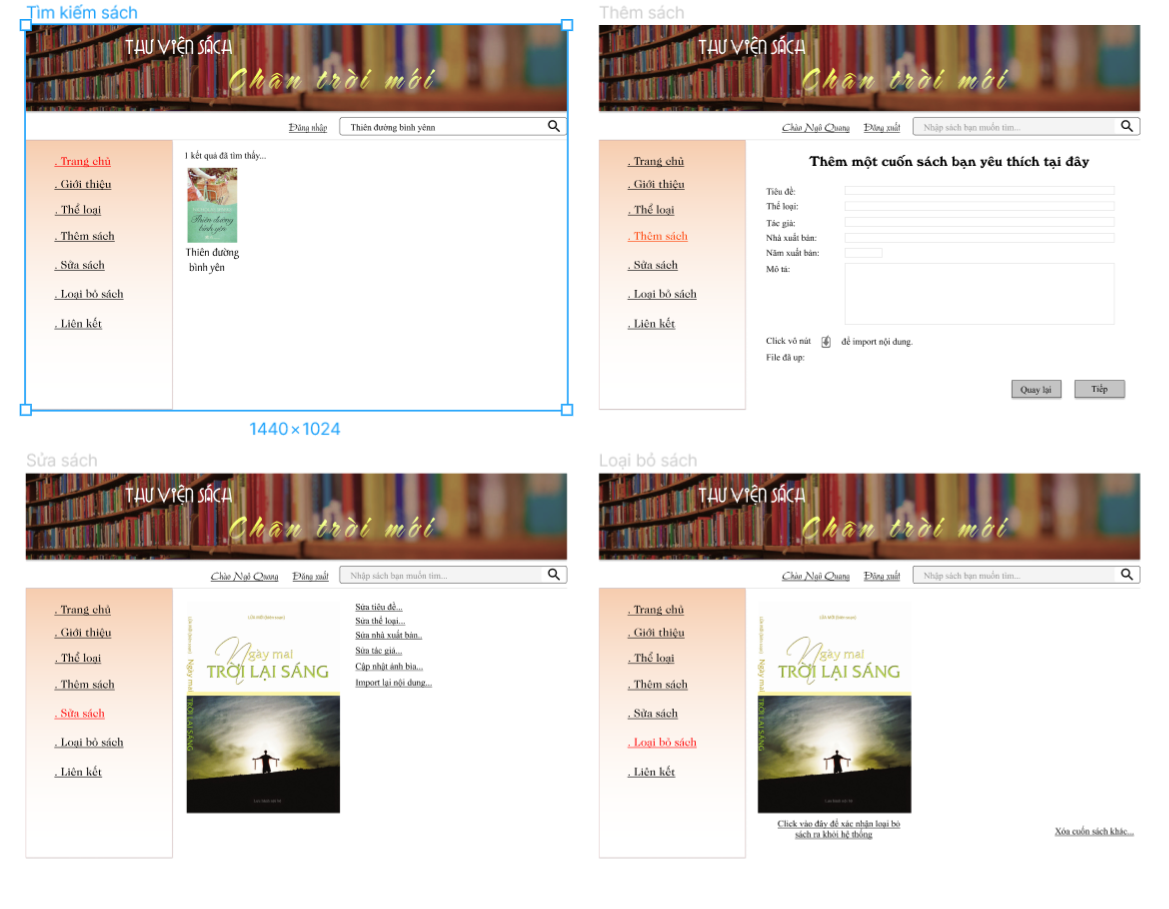 Tìm kiếm sách
THƯ VIỆN SÁCH
Chân trời mới
Đăng nhập
Thiên đường bình yênn
. Trang chủ
. Giới thiệu
. Thể loại
. Thêm sách
. Sửa sách
. Loại bỏ sách
. Liên kết
1 kết quả đã tìm thấy...
Thiên đường
bình yên
Thiên đường
bình yên
1440×1024
Thêm sách
THƯ VIỆN SÁCH
Chân trời mới
Chào Ngô Quang
Đăng xuất
Nhập sách bạn muốn tìm...
. Trang chủ
. Giới thiệu
. Thể loại
. Thêm sách
. Sửa sách
. Loại bỏ sách
. Liên kết
Thêm một cuốn sách bạn yêu thích tại đây
Tiêu đề:
Thể loại:
Tác giả:
Nhà xuất bản:
Năm xuất bản:
Mô tả:
Click vô nút để import nội dung.
File đã up:
Quay lại
Tiếp
Sửa sách
THƯ VIỆN SÁCH
Chân trời mới
Chào Ngô Quang
Đăng xuất
Nhập sách bạn muốn tìm...
. Trang chủ
. Giới thiệu
. Thể loại
. Thêm sách
. Sửa sách
. Loại bỏ sách
. Liên kết
Ngày mai
TRỜI LẠI SÁNG
Ngày mai TRỜI LẠI SÁNG
Sửa tiêu đề...
Sửa thể loại...
Sửa nhà xuất bản..
Sửa tác giả...
Cập nhật ảnh bìa...
Import lại nội dung...
Loại bỏ sách
THƯ VIỆN SÁCH
Chân trời mới
Chào Ngô Quang
Đăng xuất
Nhập sách bạn muốn tìm...
. Trang chủ
. Giới thiệu
. Thể loại
. Thêm sách
. Sửa sách
. Loại bỏ sách
. Liên kết
Ngày mai
TRỜI LẠI SÁNG
Ngày mai TRỜI LẠI SÁNG
Click vào đây để xác nhận loại bỏ
sách ra khỏi hệ thống
Xóa cuốn sách khác...